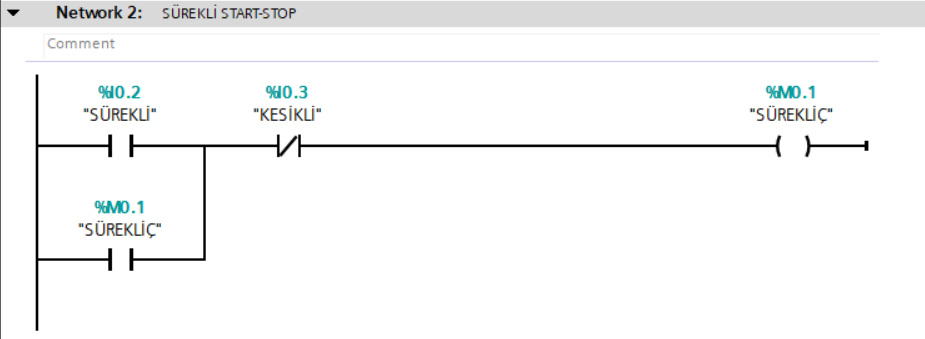 Network 2: SÜREKLİ START-STOP
Comment
%I0.2 %I0.3 %M0.1
"SÜREKLİ" "KESİKLİ" "SÜREKLİÇ"
%M0.1
"SÜREKLİÇ"